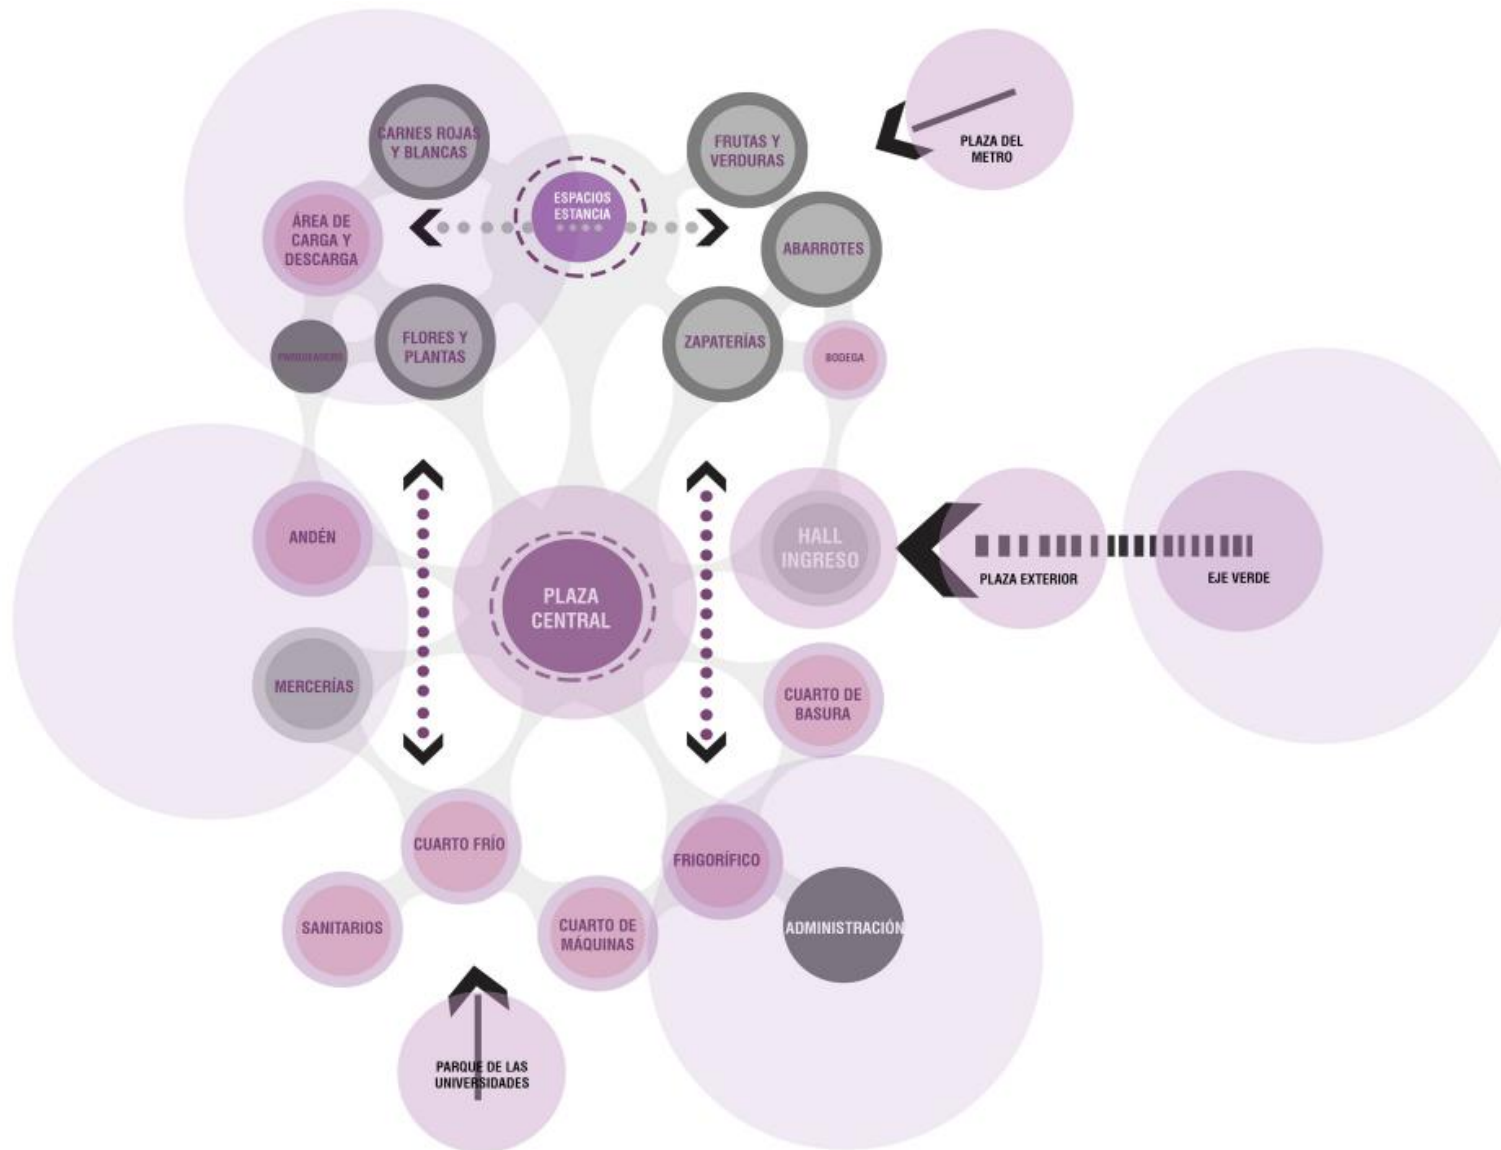 CARNES ROJAS
Y BLANCAS
FRUTAS Y
VERDURAS
PLAZA DEL
METRO
ESPACIOS
ESTANCIA
ÁREA DE
CARGA Y
DESCARGA
ABARROTES
FLORES Y
PLANTAS
ZAPATERÍAS
PARQUEADERO
BODEGA
ANDÉN
HALL
INGRESO
PLAZA EXTERIOR
EJE VERDE
PLAZA
CENTRAL
MERCERÍAS
CUARTO DE
BASURA
CUARTO FRÍO
FRIGORÍFICO
SANITARIOS
CUARTO DE
MÁQUINAS
ADMINISTRACIÓN
PARQUE DE LAS
UNIVERSIDADES